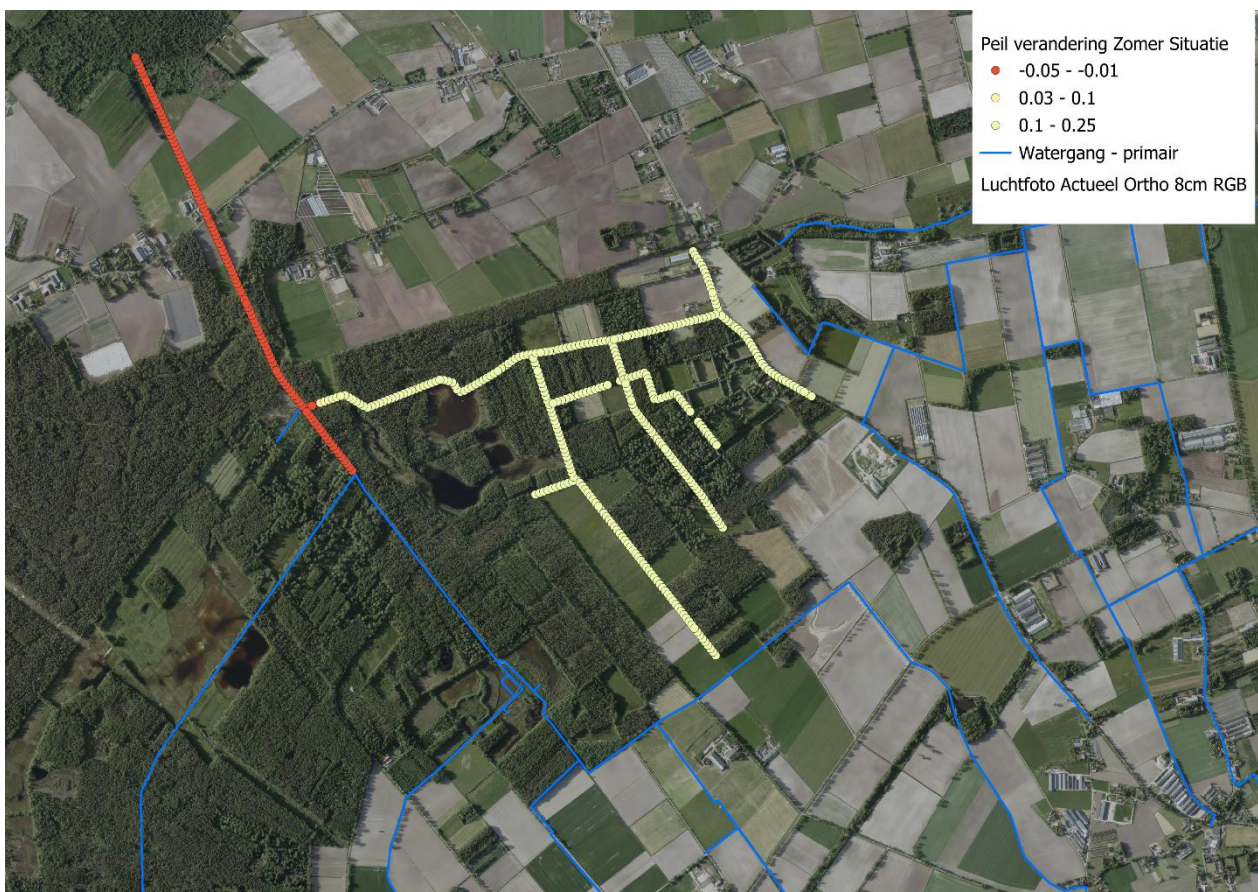 Peil verandering Zomer Situatie
-0.05 - -0.01
0.03 - 0.1
0.1 - 0.25
Watergang - primair
Luchtfoto Actueel Ortho 8cm RGB